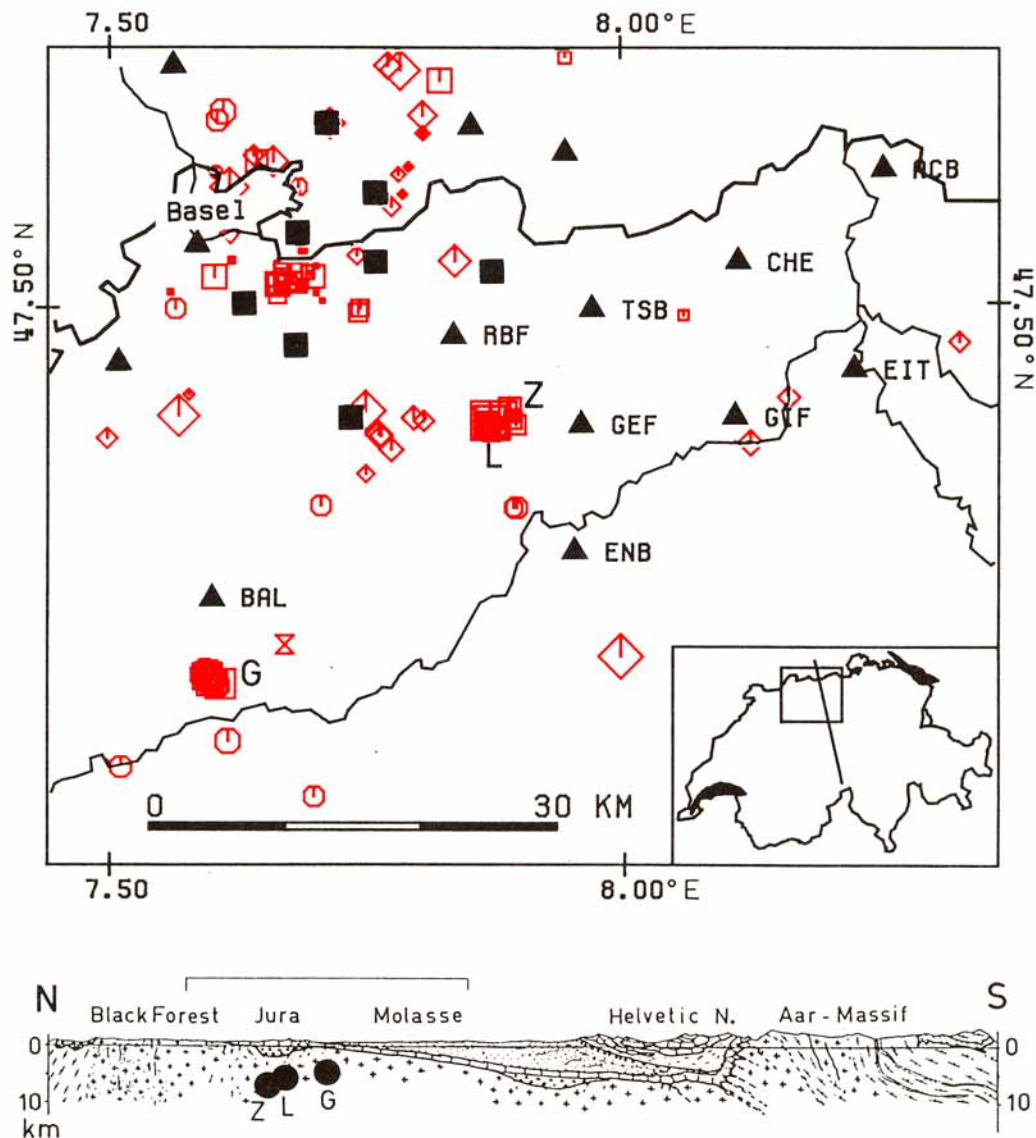 7.50 8.00°E
ACB
Basel
CHE
47.50°N TSB 47.50°N
RBF
EIT
Z
GEF GIF
L
ENB
BAL
G
0 30 KM
7.50 8.00°E
N S
Black Forest Jura Molasse Helvetic N. Aar-Massif
0 0
Z L G
10 10
km